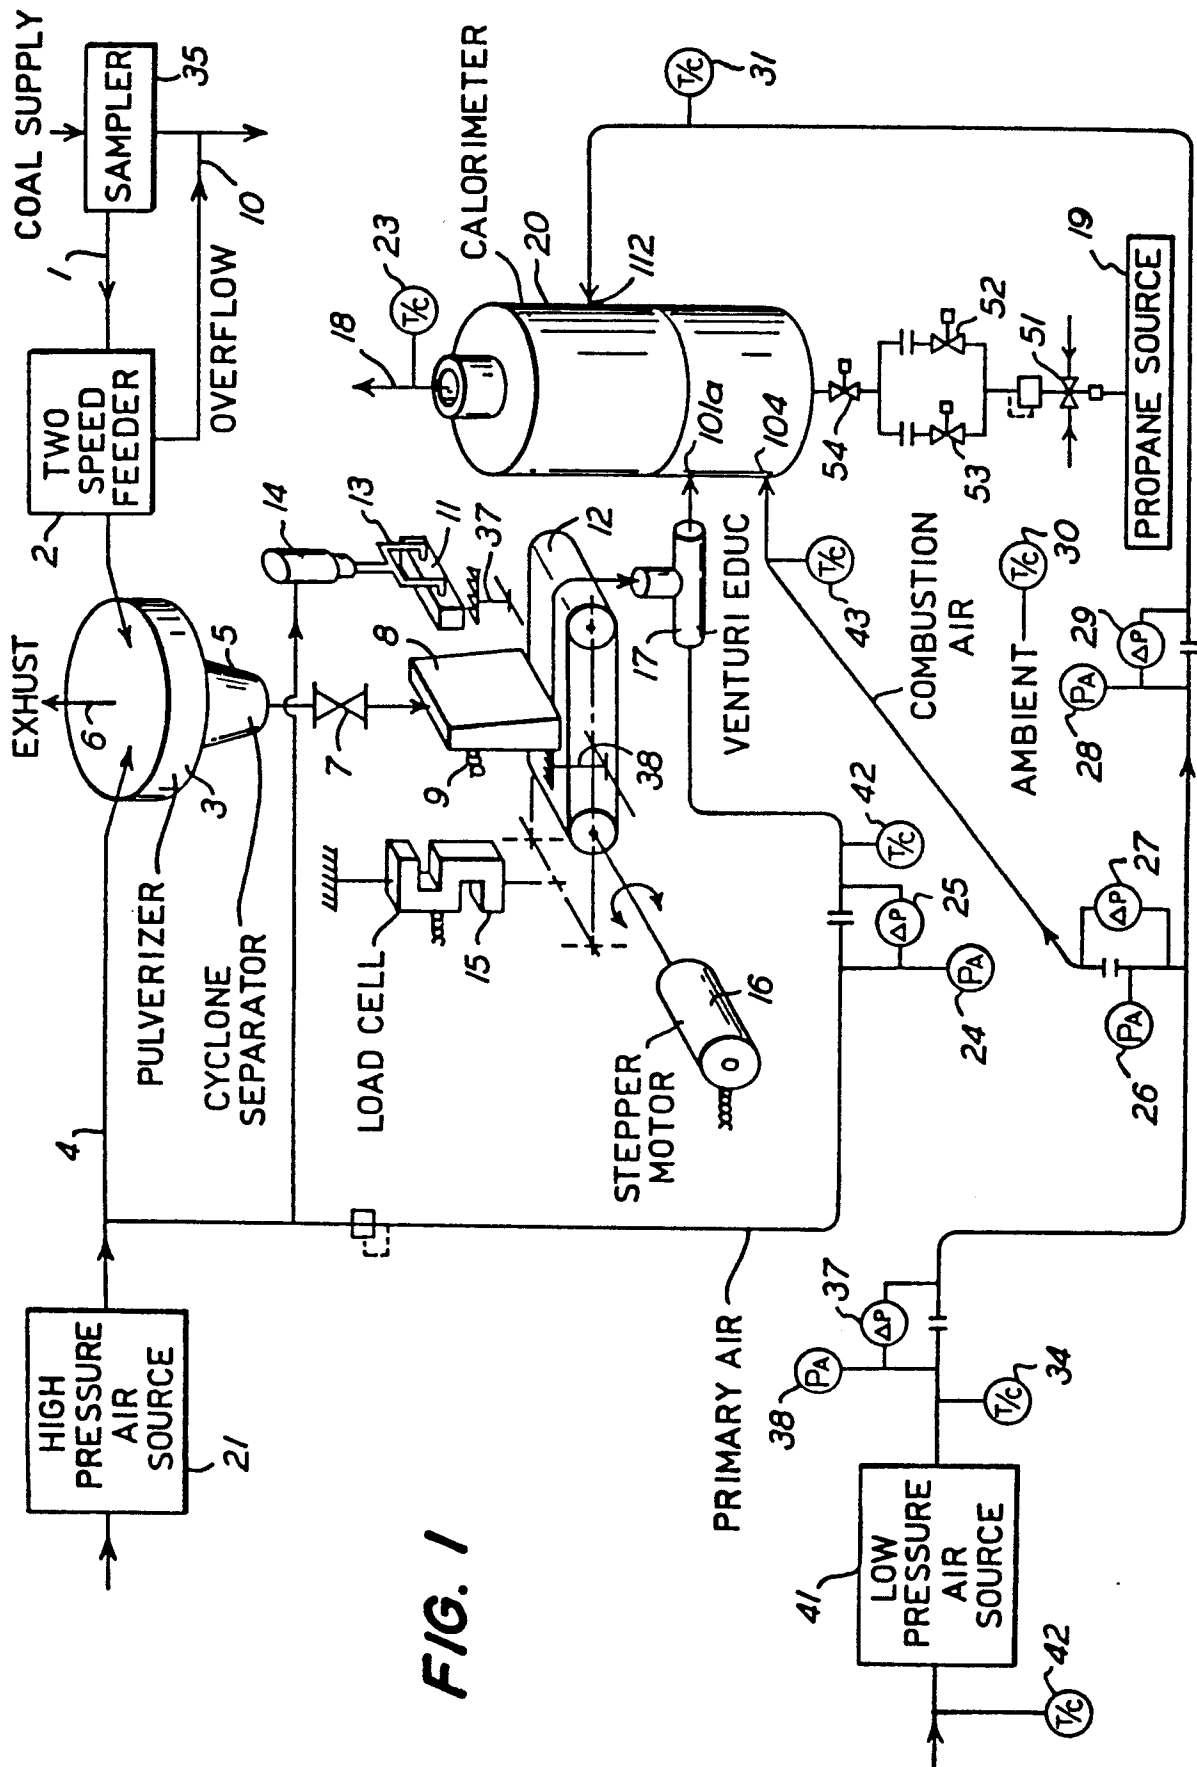 COAL SUPPLY
SAMPLER
35
1
10
OVERFLOW
TWO
SPEED
FEEDER
2
EXHUST
6
5
3
PULVERIZER
CYCLONE
SEPARATOR
4
HIGH
PRESSURE
AIR
SOURCE
21
7
14
13
11
37
12
8
9
38
LOAD CELL
15
STEPPER
MOTOR
16
17
VENTURI EDUC
18
T/C
23
CALORIMETER
20
112
101a
104
T/C
31
54
52
53
51
PROPANE SOURCE
19
T/C
43
COMBUSTION
AIR
AMBIENT
T/C
30
T/C
42
ΔP
25
PA
24
PRIMARY AIR
PA
28
ΔP
29
ΔP
27
PA
26
ΔP
37
PA
38
T/C
34
LOW
PRESSURE
AIR
SOURCE
41
T/C
42
FIG. 1